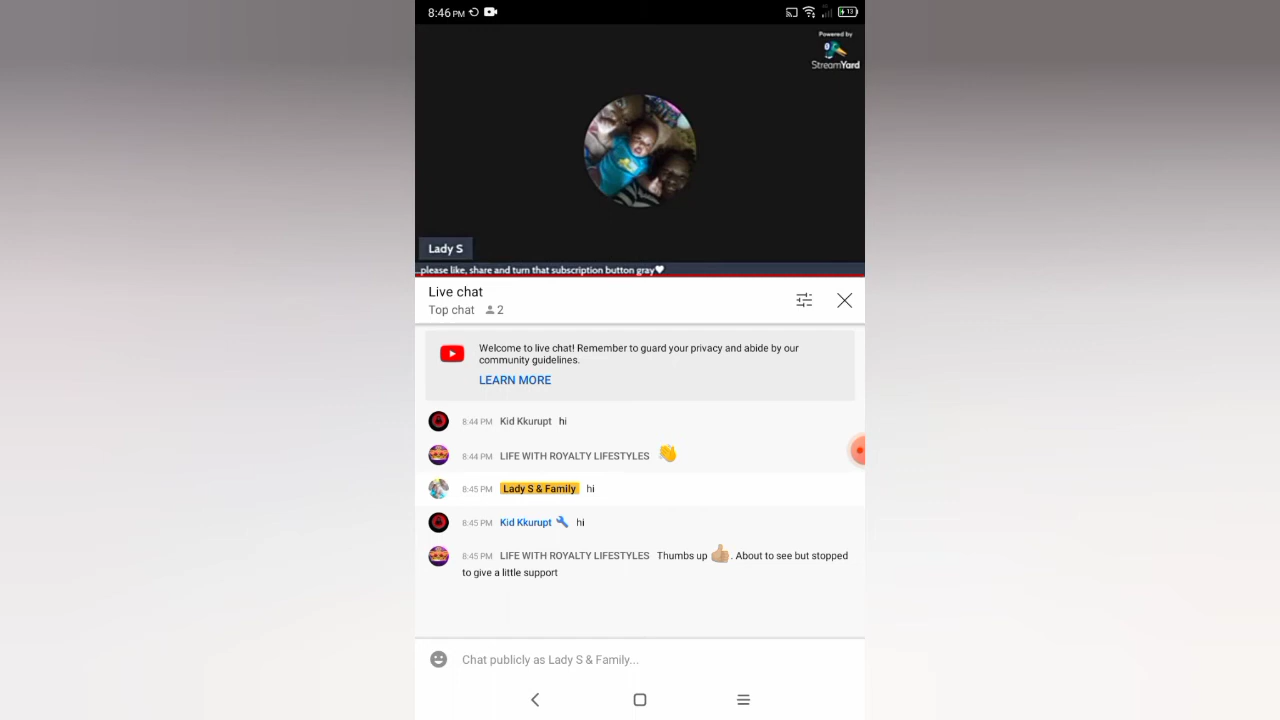 8:46 PM
13
Powered by
StreamYard
Lady S
...please like, share and turn that subscription button gray🤍
Live chat
Top chat 2
Welcome to live chat! Remember to guard your privacy and abide by our
community guidelines.
LEARN MORE
8:44 PM Kid Kkurupt hi
8:44 PM LIFE WITH ROYALTY LIFESTYLES 👏
8:45 PM Lady S & Family hi
8:45 PM Kid Kkurupt 🔧 hi
8:45 PM LIFE WITH ROYALTY LIFESTYLES Thumbs up 👍🏼. About to see but stopped
to give a little support
Chat publicly as Lady S & Family...